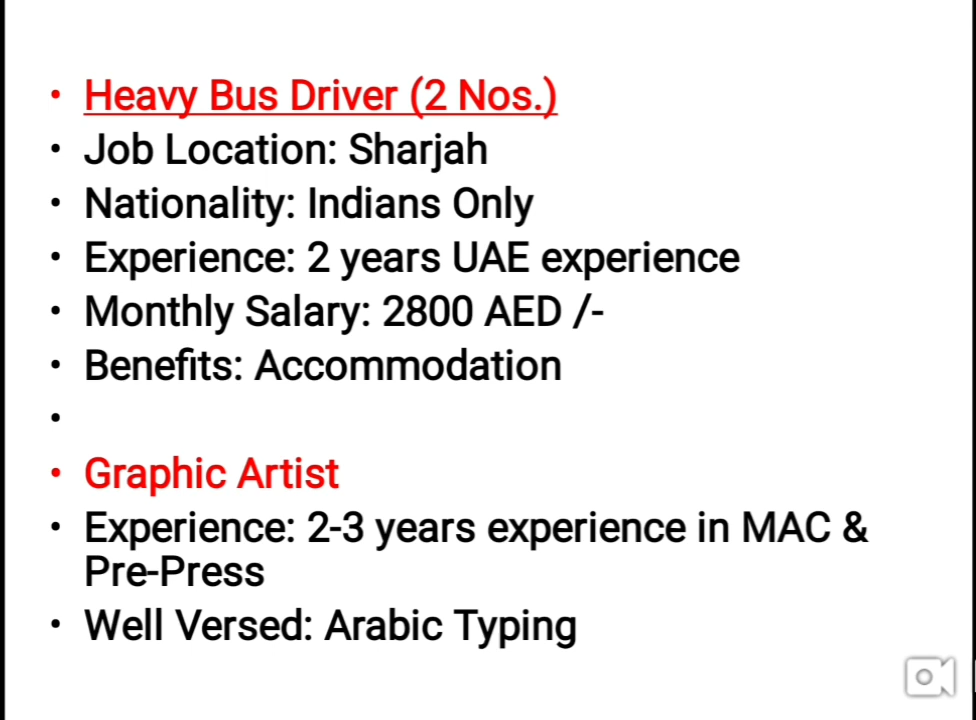 • Heavy Bus Driver (2 Nos.)
• Job Location: Sharjah
• Nationality: Indians Only
• Experience: 2 years UAE experience
• Monthly Salary: 2800 AED /-
• Benefits: Accommodation
•
• Graphic Artist
• Experience: 2-3 years experience in MAC &
Pre-Press
• Well Versed: Arabic Typing